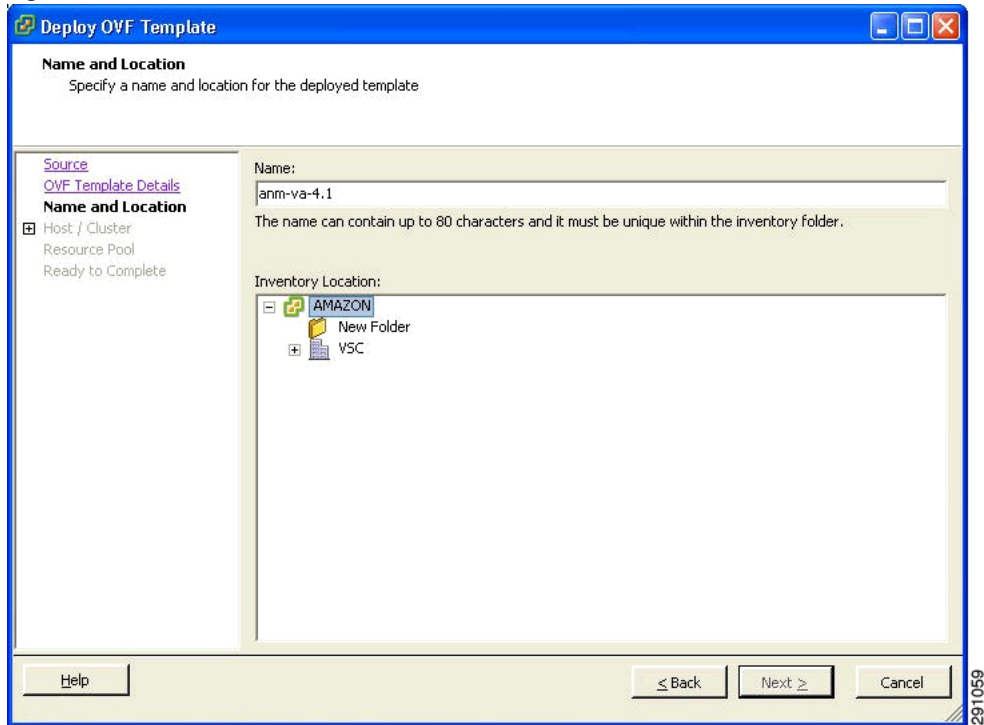 Deploy OVF Template
Name and Location
Specify a name and location for the deployed template
Source
OVF Template Details
Name and Location
Host / Cluster
Resource Pool
Ready to Complete
Name:
anm-va-4.1
The name can contain up to 80 characters and it must be unique within the inventory folder.
Inventory Location:
AMAZON
New Folder
VSC
Help
≤ Back
Next ≥
Cancel
291059